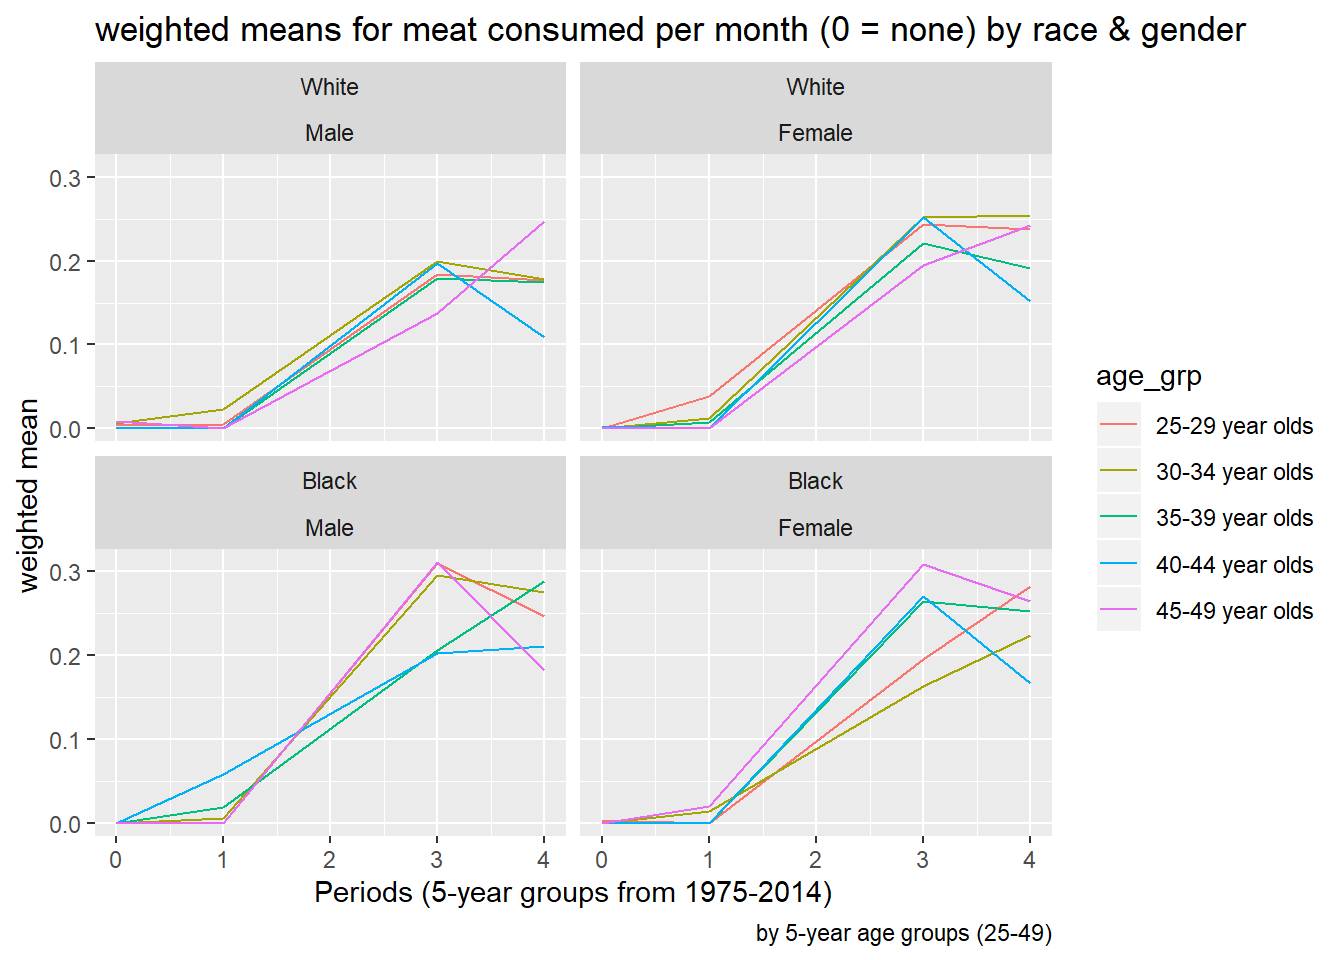 weighted means for meat consumed per month (0 = none) by race & gender
White
Male
White
Female
0.3
0.2
0.1
0.0
Black
Male
Black
Female
0.3
0.2
0.1
0.0
weighted mean
0 1 2 3 4
0 1 2 3 4
Periods (5-year groups from 1975-2014)
by 5-year age groups (25-49)
age_grp
25-29 year olds
30-34 year olds
35-39 year olds
40-44 year olds
45-49 year olds